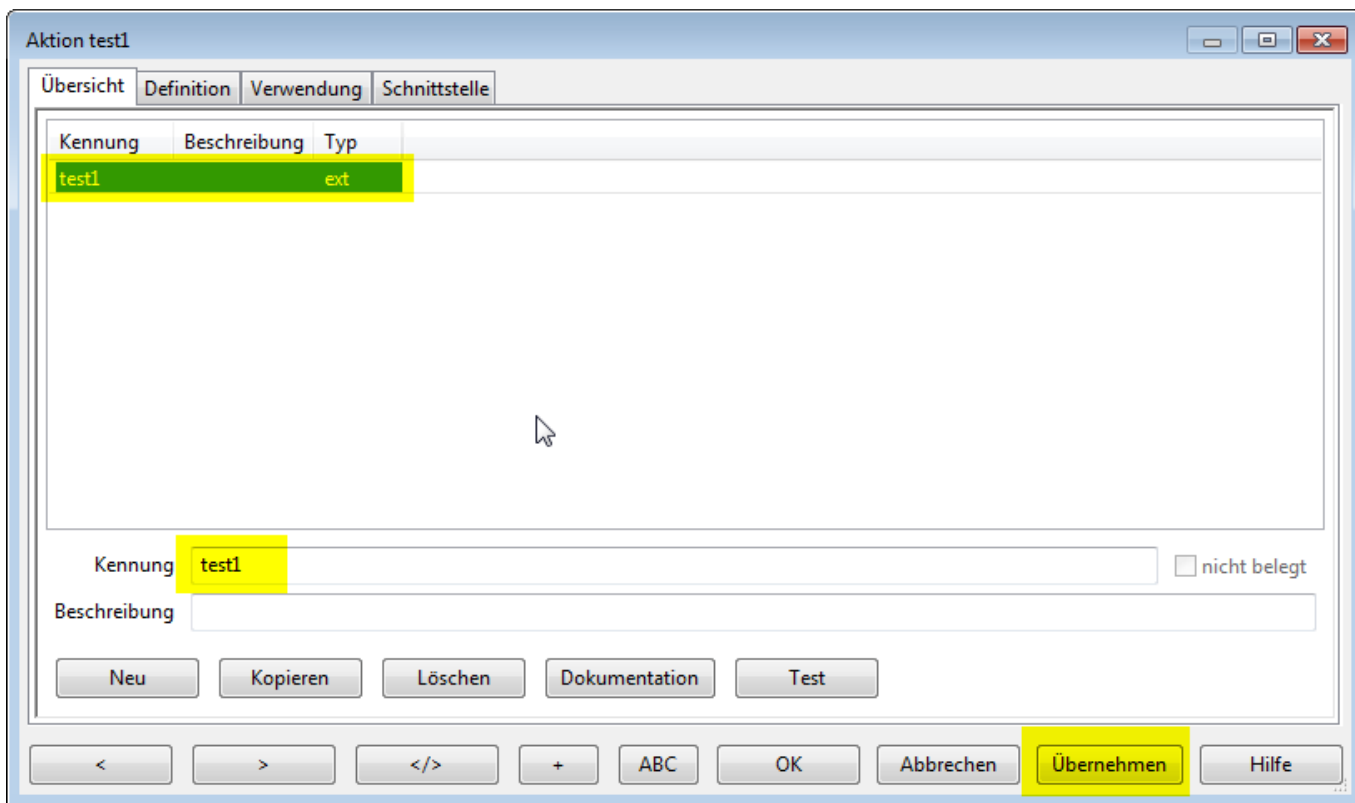 Aktion test1
Übersicht Definition Verwendung Schnittstelle
Kennung Beschreibung Typ
test1 ext
Kennung test1 nicht belegt
Beschreibung
Neu Kopieren Löschen Dokumentation Test
< > </> + ABC OK Abbrechen Übernehmen Hilfe